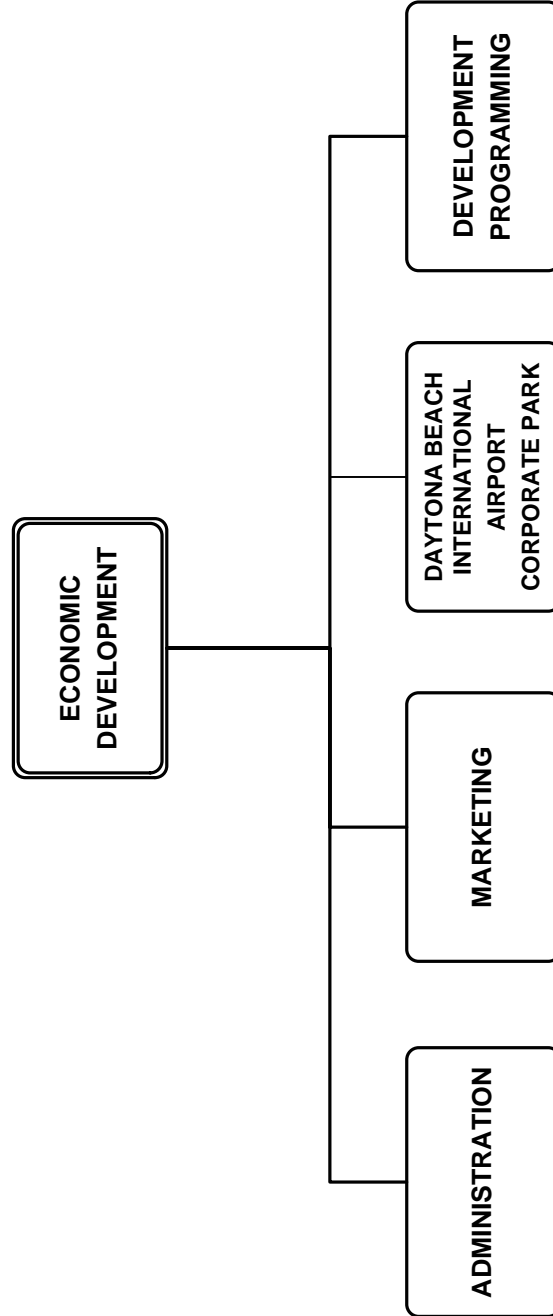 ECONOMIC
DEVELOPMENT
ADMINISTRATION
MARKETING
DAYTONA BEACH
INTERNATIONAL
AIRPORT
CORPORATE PARK
DEVELOPMENT
PROGRAMMING